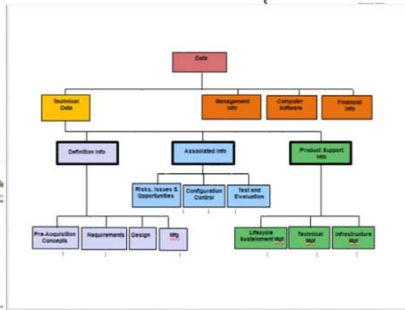 Data
Technical
Data
Management
Info
Computer
Software
Financial
Info
Definition Info
Associated Info
Product Support
Info
Risks, Issues &
Opportunities
Configuration
Control
Test and
Evaluation
Pre-Acquisition
Concepts
Requirements
Design
Mfg
Lifecycle
Sustainment Mgt
Technical
Mgt
Infrastructure
Mgt